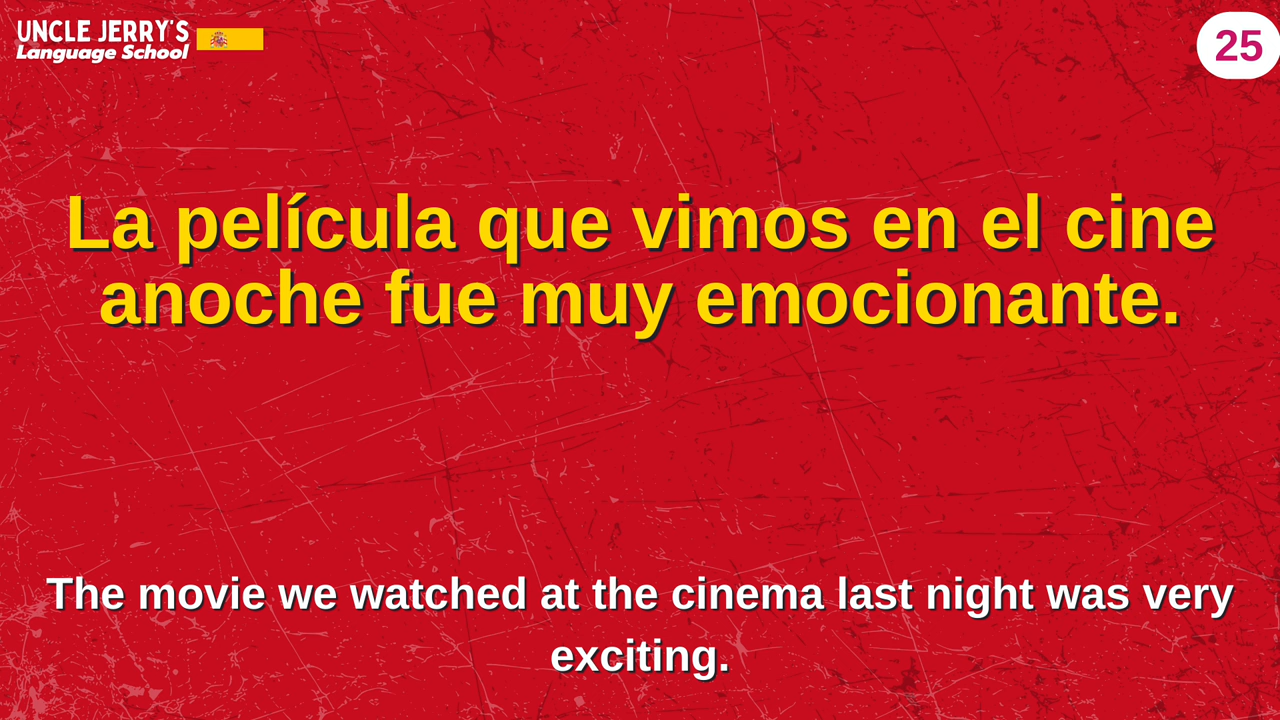 UNCLE JERRY'S
Language School
25
La película que vimos en el cine
anoche fue muy emocionante.
The movie we watched at the cinema last night was very
exciting.